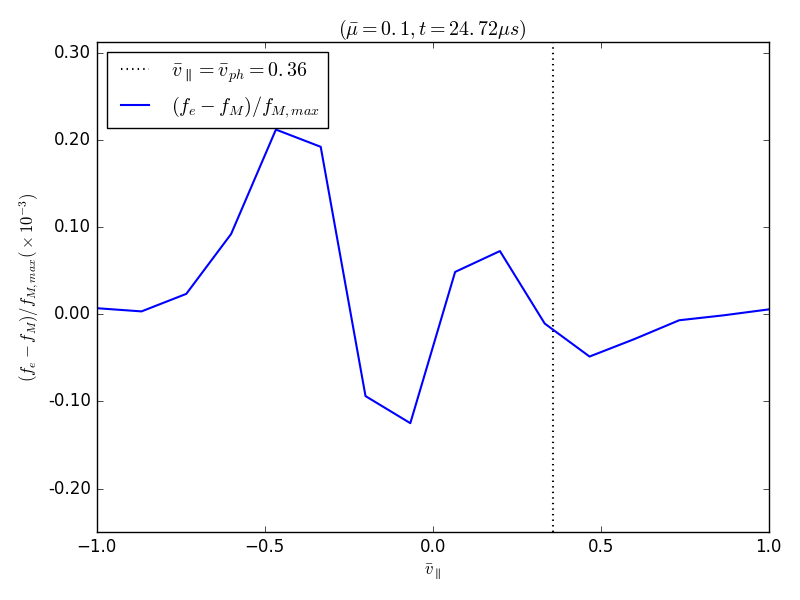 (μ̄ = 0.1, t = 24.72μs)
v̄∥ = v̄ph = 0.36
(fe − fM)/fM,max
0.30
0.20
0.10
0.00
-0.10
-0.20
(fe − fM)/fM,max(×10⁻³)
−1.0 −0.5 0.0 0.5 1.0
v̄∥